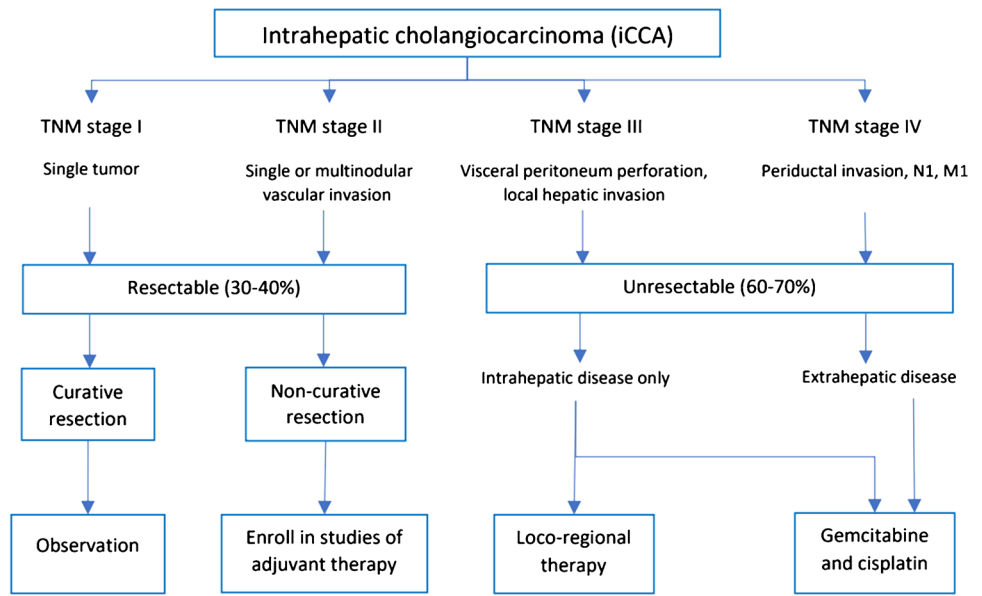 Intrahepatic cholangiocarcinoma (iCCA)
TNM stage I
TNM stage II
TNM stage III
TNM stage IV
Single tumor
Single or multinodular
vascular invasion
Visceral peritoneum perforation,
local hepatic invasion
Periductal invasion, N1, M1
Resectable (30-40%)
Unresectable (60-70%)
Curative
resection
Non-curative
resection
Intrahepatic disease only
Extrahepatic disease
Observation
Enroll in studies of
adjuvant therapy
Loco-regional
therapy
Gemcitabine
and cisplatin